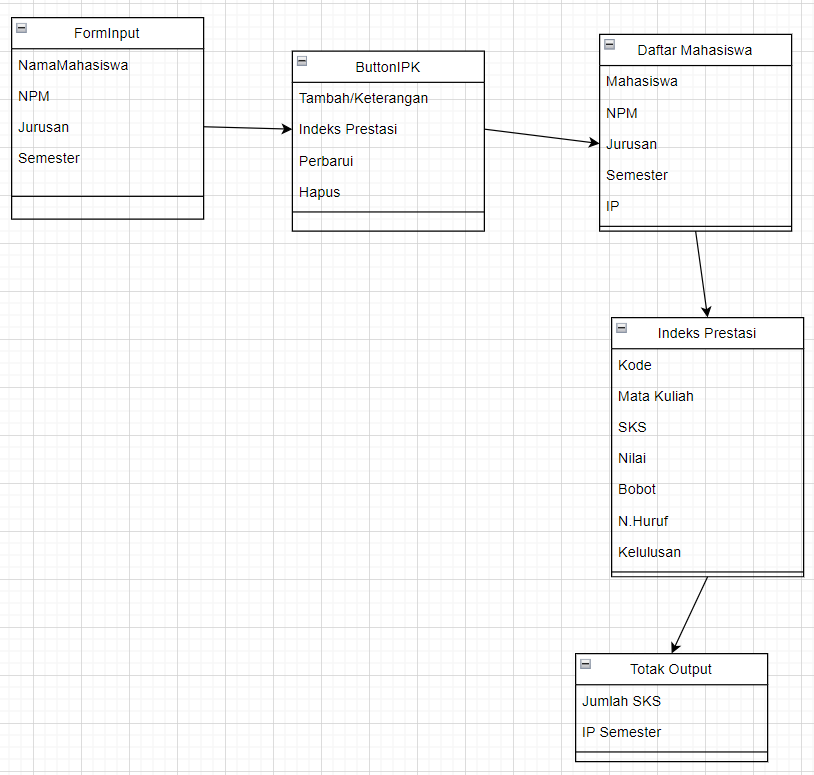 FormInput
NamaMahasiswa
NPM
Jurusan
Semester
ButtonIPK
Tambah/Keterangan
Indeks Prestasi
Perbarui
Hapus
Daftar Mahasiswa
Mahasiswa
NPM
Jurusan
Semester
IP
Indeks Prestasi
Kode
Mata Kuliah
SKS
Nilai
Bobot
N.Huruf
Kelulusan
Totak Output
Jumlah SKS
IP Semester